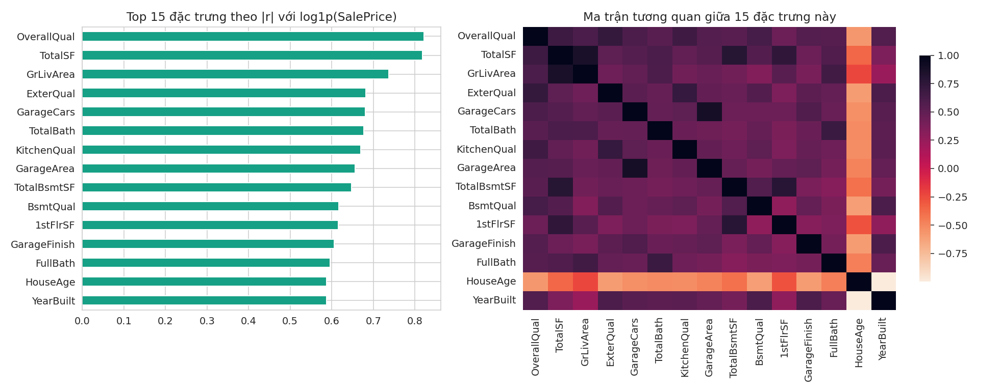 Top 15 đặc trưng theo |r| với log1p(SalePrice)
OverallQual
TotalSF
GrLivArea
ExterQual
GarageCars
TotalBath
KitchenQual
GarageArea
TotalBsmtSF
BsmtQual
1stFlrSF
GarageFinish
FullBath
HouseAge
YearBuilt
0.0 0.1 0.2 0.3 0.4 0.5 0.6 0.7 0.8
Ma trận tương quan giữa 15 đặc trưng này
OverallQual
TotalSF
GrLivArea
ExterQual
GarageCars
TotalBath
KitchenQual
GarageArea
TotalBsmtSF
BsmtQual
1stFlrSF
GarageFinish
FullBath
HouseAge
YearBuilt
OverallQual
TotalSF
GrLivArea
ExterQual
GarageCars
TotalBath
KitchenQual
GarageArea
TotalBsmtSF
BsmtQual
1stFlrSF
GarageFinish
FullBath
HouseAge
YearBuilt
1.00
0.75
0.50
0.25
0.00
−0.25
−0.50
−0.75